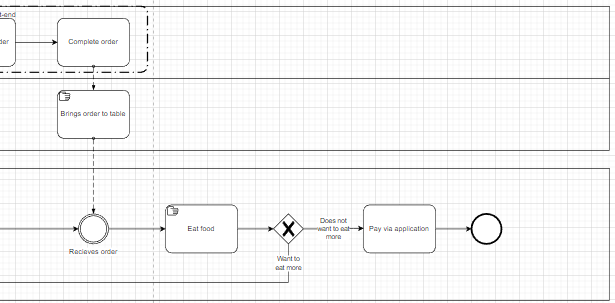 t-end
der
Complete order
Brings order to table
Eat food
Does not
want to eat
more
Pay via application
Recieves order
Want to
eat more